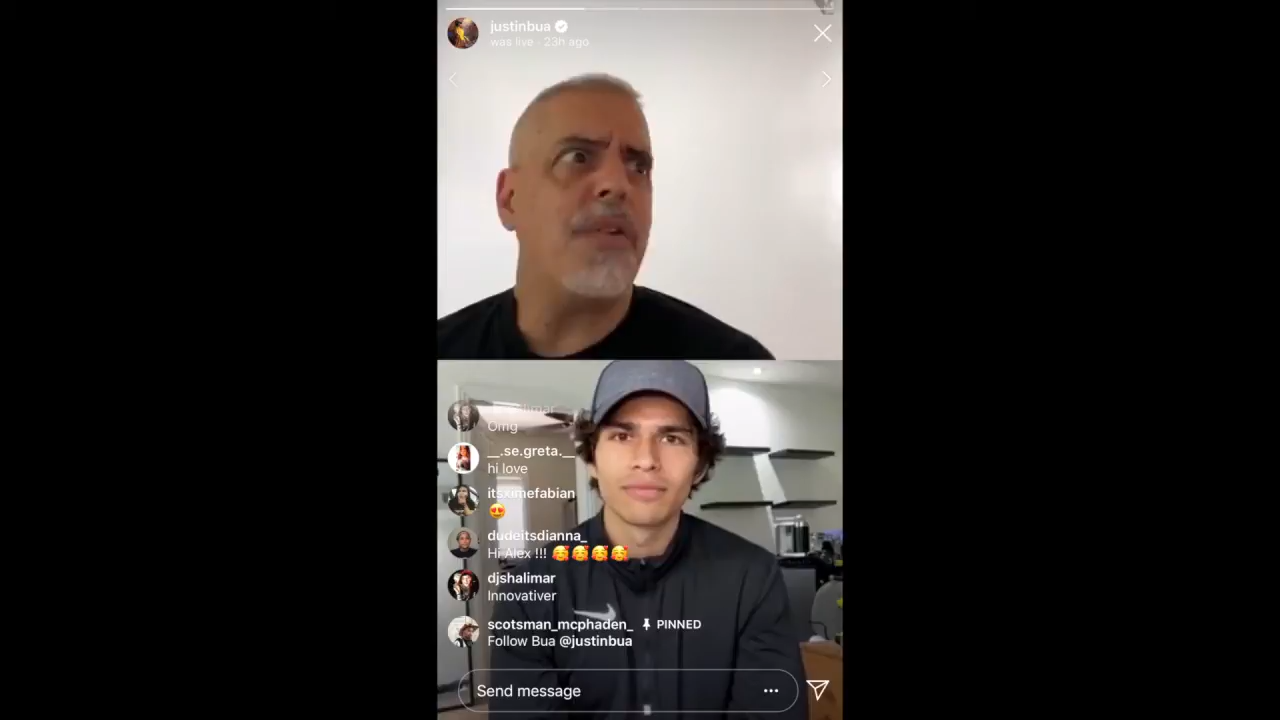 justinbua
was live · 23h ago
Omg
__.se.greta.__
hi love
itsximefabian
😍
dudeitsdianna_
Hi Alex !!! 🥰🥰🥰🥰
djshalimar
Innovativer
scotsman_mcphaden_ PINNED
Follow Bua @justinbua
Send message